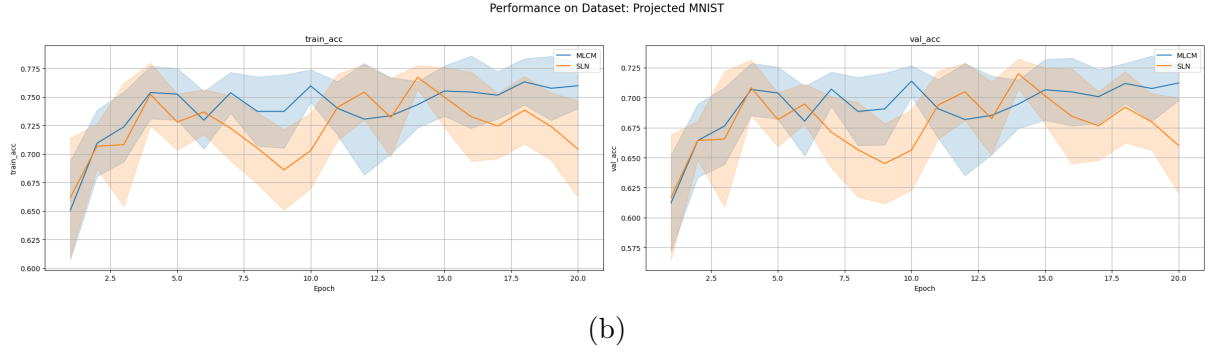 Performance on Dataset: Projected MNIST
train_acc
MLCM
SLN
train_acc
0.775
0.750
0.725
0.700
0.675
0.650
0.625
0.600
2.5 5.0 7.5 10.0 12.5 15.0 17.5 20.0
Epoch
val_acc
MLCM
SLN
val_acc
0.725
0.700
0.675
0.650
0.625
0.600
0.575
2.5 5.0 7.5 10.0 12.5 15.0 17.5 20.0
Epoch
(b)